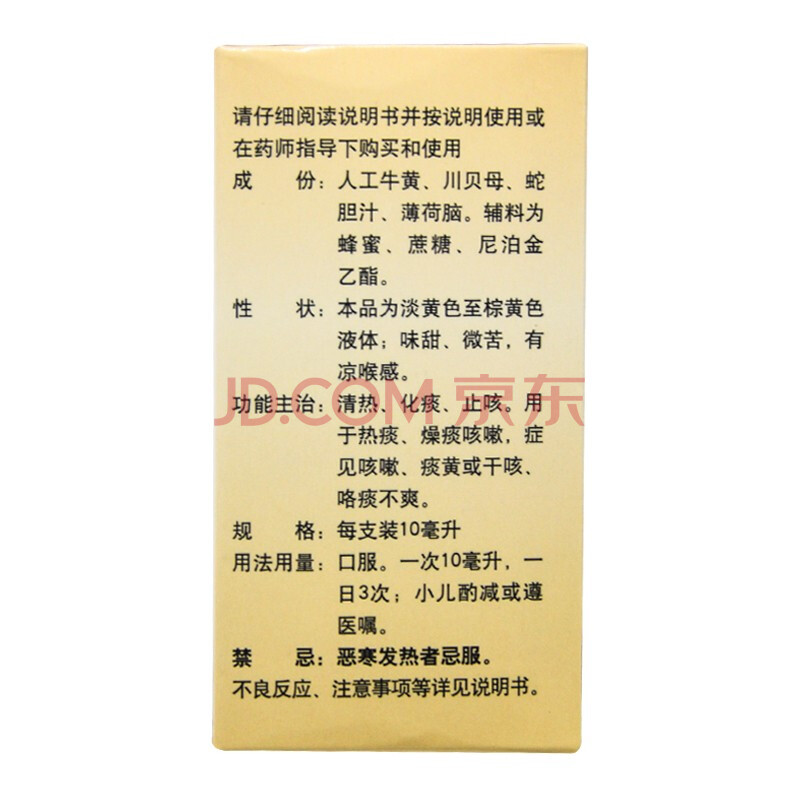 请仔细阅读说明书并按说明使用或
在药师指导下购买和使用
成 份：人工牛黄、川贝母、蛇
胆汁、薄荷脑。辅料为
蜂蜜、蔗糖、尼泊金
乙酯。
性 状：本品为淡黄色至棕黄色
液体；味甜、微苦，有
凉喉感。
JD.COM 京东
功能主治：清热、化痰、止咳。用
于热痰、燥痰咳嗽，症
见咳嗽、痰黄或干咳、
咯痰不爽。
规 格：每支装10毫升
用法用量：口服。一次10毫升，一
日3次；小儿酌减或遵
医嘱。
禁 忌：恶寒发热者忌服。
不良反应、注意事项等详见说明书。